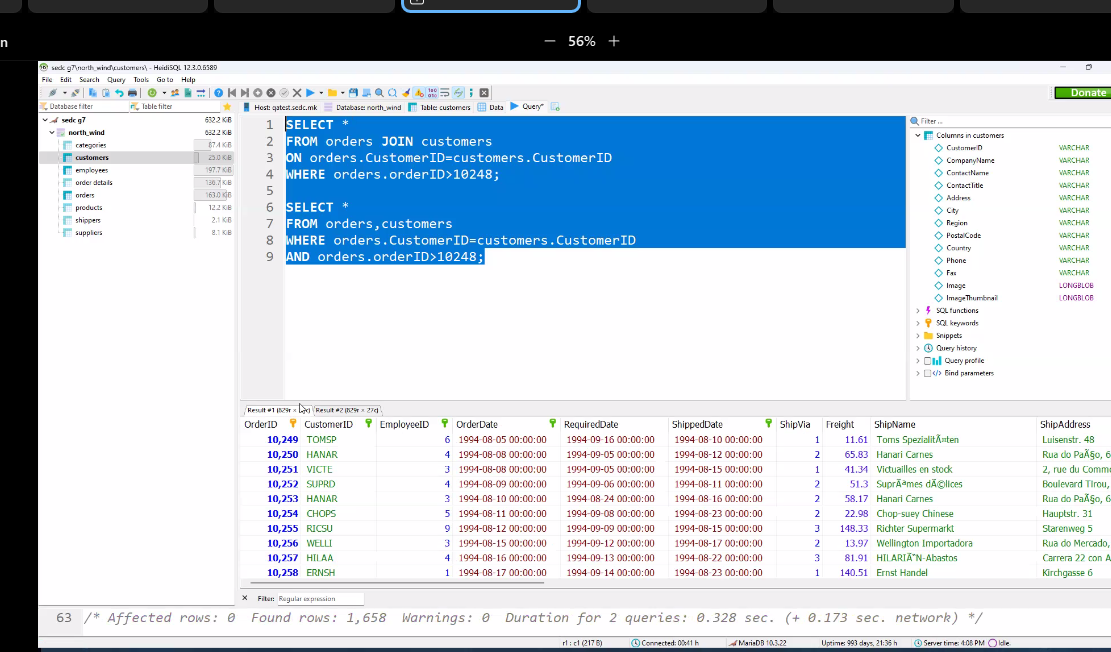 n
56%
sedc g7\north_wind\customers\ - HeidiSQL 12.3.0.6589
File Edit Search Query Tools Go to Help
Donate
Database filter Table filter Host: qatest.sedc.mk Database: north_wind Table: customers Data Query*
sedc g7 632.2 KiB
north_wind 632.2 KiB
categories 87.4 KiB
customers 25.0 KiB
employees 197.7 KiB
order details 136.7 KiB
orders 163.0 KiB
products 12.2 KiB
shippers 2.1 KiB
suppliers 8.1 KiB
1 SELECT *
2 FROM orders JOIN customers
3 ON orders.CustomerID=customers.CustomerID
4 WHERE orders.orderID>10248;
5
6 SELECT *
7 FROM orders,customers
8 WHERE orders.CustomerID=customers.CustomerID
9 AND orders.orderID>10248;
Filter ...
Columns in customers
CustomerID VARCHAR
CompanyName VARCHAR
ContactName VARCHAR
ContactTitle VARCHAR
Address VARCHAR
City VARCHAR
Region VARCHAR
PostalCode VARCHAR
Country VARCHAR
Phone VARCHAR
Fax VARCHAR
Image LONGBLOB
ImageThumbnail LONGBLOB
SQL functions
SQL keywords
Snippets
Query history
Query profile
Bind parameters
Result #1 (829r × Result #2 (829r × 27c)
OrderID CustomerID EmployeeID OrderDate RequiredDate ShippedDate ShipVia Freight ShipName ShipAddress
10,249 TOMSP 6 1994-08-05 00:00:00 1994-09-16 00:00:00 1994-08-10 00:00:00 1 11.61 Toms SpezialitÃ¤ten Luisenstr. 48
10,250 HANAR 4 1994-08-08 00:00:00 1994-09-05 00:00:00 1994-08-12 00:00:00 2 65.83 Hanari Carnes Rua do PaÃ§o, 6
10,251 VICTE 3 1994-08-08 00:00:00 1994-09-05 00:00:00 1994-08-15 00:00:00 1 41.34 Victuailles en stock 2, rue du Comm
10,252 SUPRD 4 1994-08-09 00:00:00 1994-09-06 00:00:00 1994-08-11 00:00:00 2 51.3 SuprÃªmes dÃ©lices Boulevard Tirou,
10,253 HANAR 3 1994-08-10 00:00:00 1994-08-24 00:00:00 1994-08-16 00:00:00 2 58.17 Hanari Carnes Rua do PaÃ§o, 6
10,254 CHOPS 5 1994-08-11 00:00:00 1994-09-08 00:00:00 1994-08-23 00:00:00 2 22.98 Chop-suey Chinese Hauptstr. 31
10,255 RICSU 9 1994-08-12 00:00:00 1994-09-09 00:00:00 1994-08-15 00:00:00 3 148.33 Richter Supermarkt Starenweg 5
10,256 WELLI 3 1994-08-15 00:00:00 1994-09-12 00:00:00 1994-08-17 00:00:00 2 13.97 Wellington Importadora Rua do Mercado,
10,257 HILAA 4 1994-08-16 00:00:00 1994-09-13 00:00:00 1994-08-22 00:00:00 3 81.91 Carrera 22 con A
10,258 ERNSH 1 1994-08-17 00:00:00 1994-09-14 00:00:00 1994-08-23 00:00:00 1 140.51 Ernst Handel Kirchgasse 6
Filter: Regular expression
63 /* Affected rows: 0 Found rows: 1,658 Warnings: 0 Duration for 2 queries: 0.328 sec. (+ 0.173 sec. network) */
r1 : c1 (217 B) Connected: 00:41 h MariaDB 10.3.22 Uptime: 993 days, 21:36 h Server time: 4:08 PM Idle.